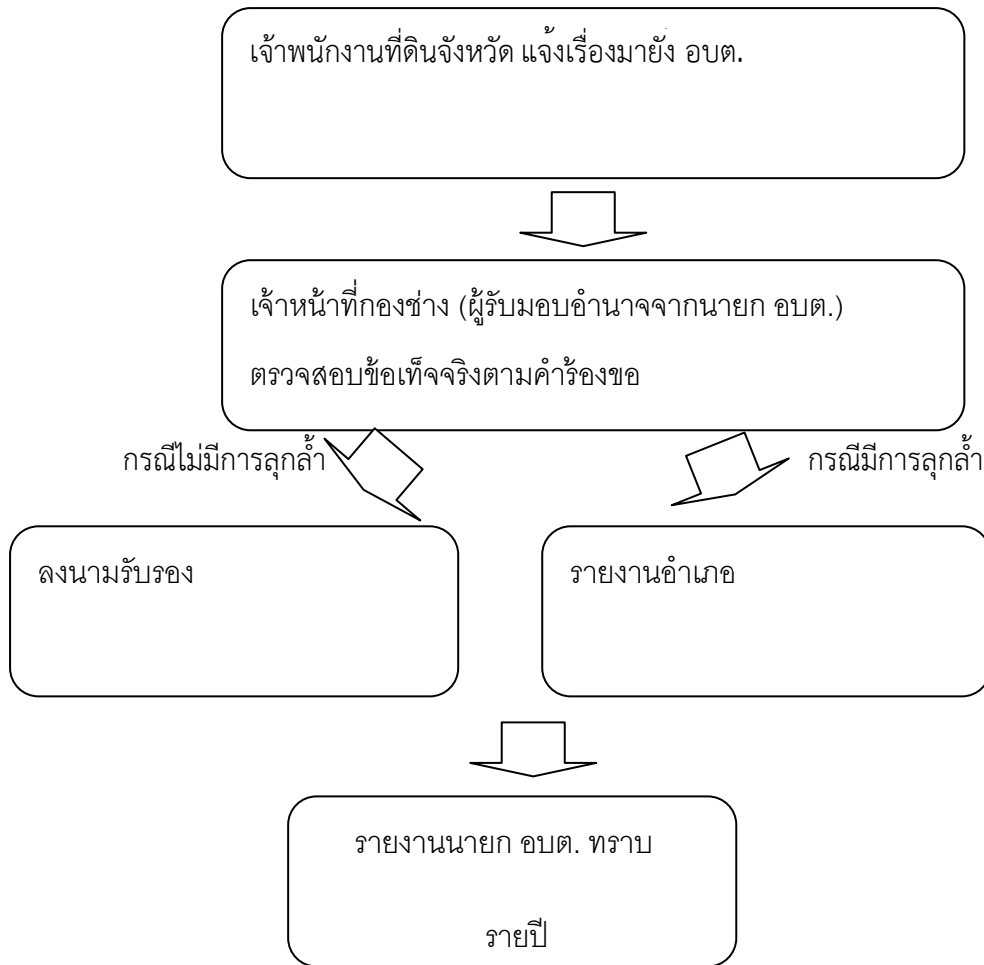 เจ้าพนักงานที่ดินจังหวัด แจ้งเรื่องมายัง อบต.
เจ้าหน้าที่กองช่าง (ผู้รับมอบอำนาจจากนายก อบต.)
ตรวจสอบข้อเท็จจริงตามคำร้องขอ
กรณีไม่มีการลุกล้ำ
กรณีมีการลุกล้ำ
ลงนามรับรอง
รายงานอำเภอ
รายงานนายก อบต. ทราบ
รายปี